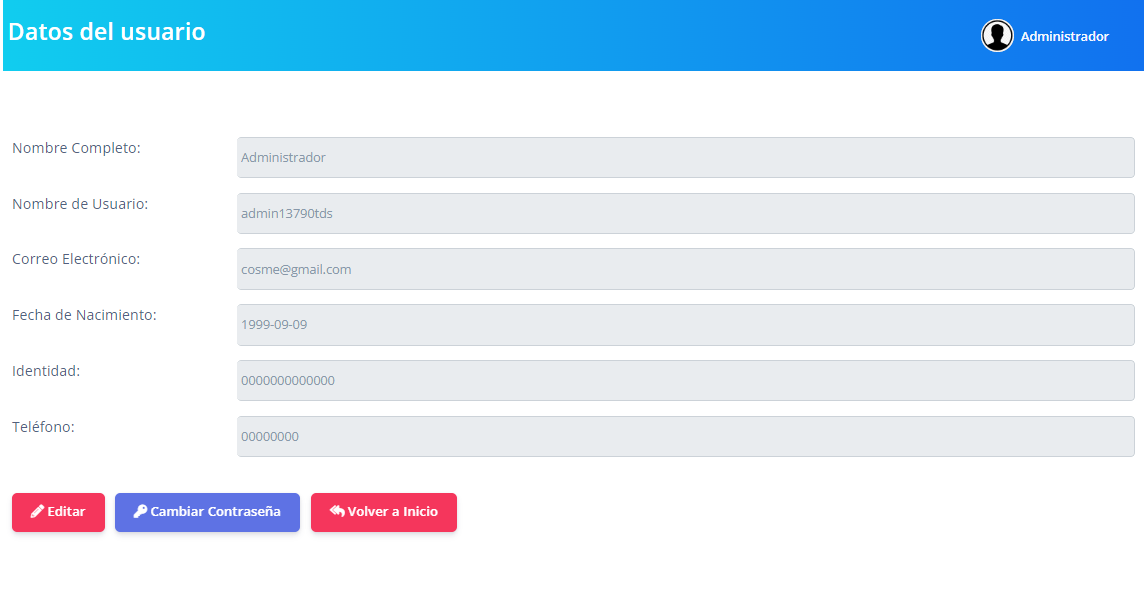 Datos del usuario
Administrador
Nombre Completo:
Administrador
Nombre de Usuario:
admin13790tds
Correo Electrónico:
cosme@gmail.com
Fecha de Nacimiento:
1999-09-09
Identidad:
0000000000000
Teléfono:
00000000
Editar
Cambiar Contraseña
Volver a Inicio